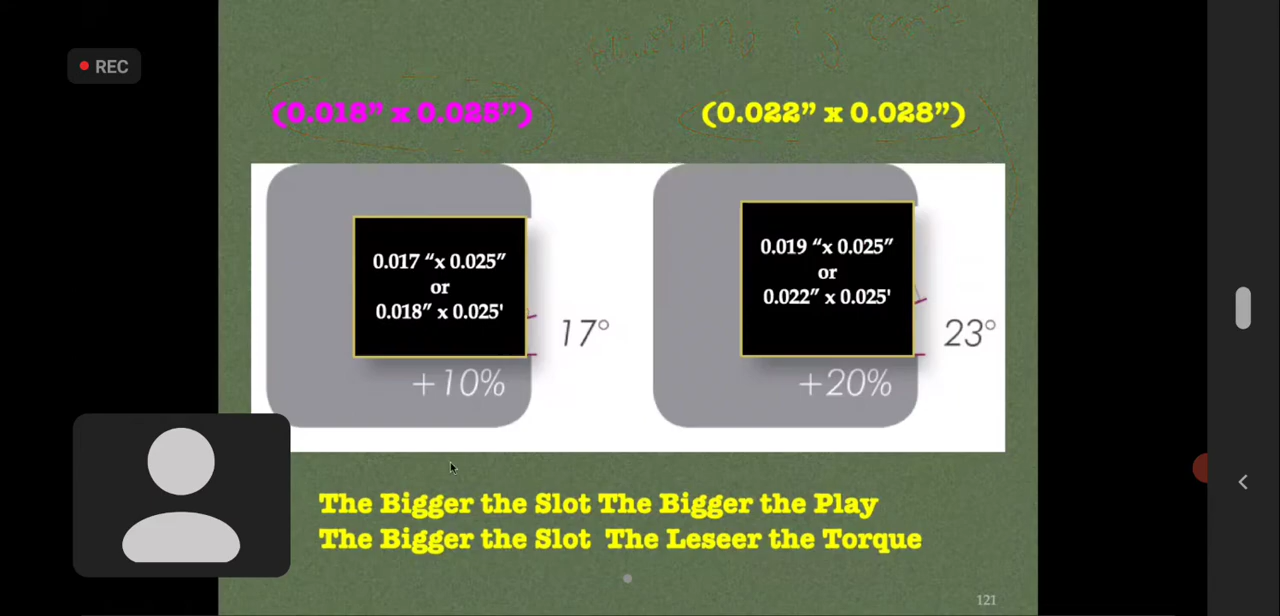 REC
(0.018” x 0.025”) (0.022” x 0.028”)
0.017 “x 0.025”
or
0.018” x 0.025'
17°
+10%
0.019 “x 0.025”
or
0.022” x 0.025'
23°
+20%
The Bigger the Slot The Bigger the Play
The Bigger the Slot The Leseer the Torque
121